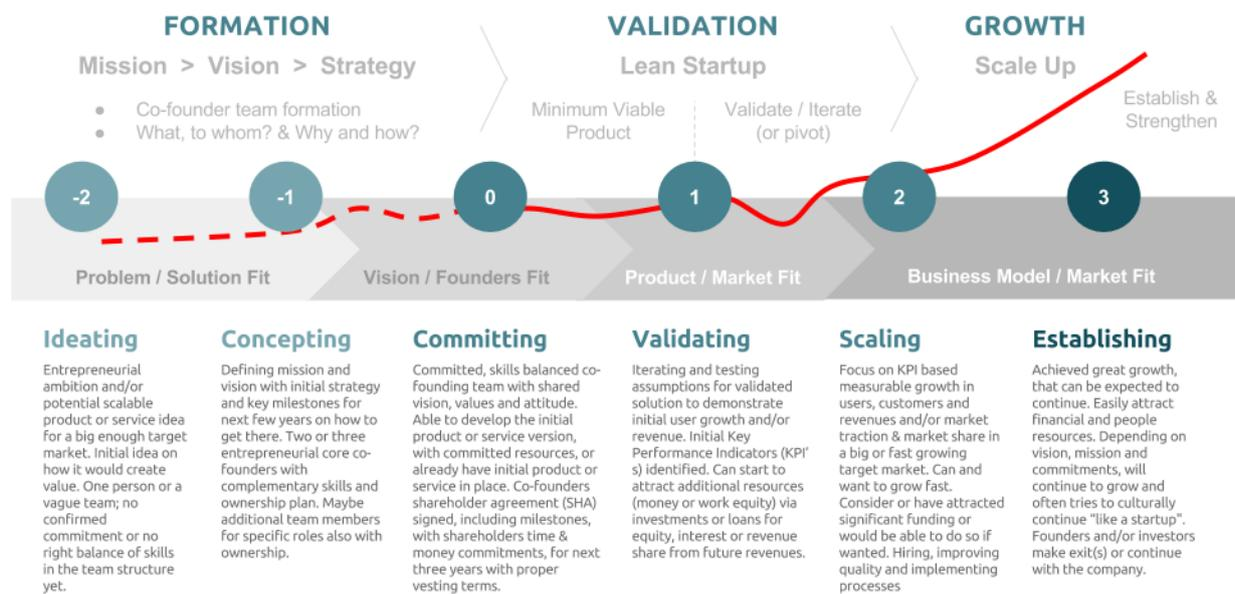 FORMATION
Mission > Vision > Strategy
● Co-founder team formation
● What, to whom? & Why and how?
VALIDATION
Lean Startup
Minimum Viable
Product
Validate / Iterate
(or pivot)
GROWTH
Scale Up
Establish &
Strengthen
-2
-1
0
1
2
3
Problem / Solution Fit
Vision / Founders Fit
Product / Market Fit
Business Model / Market Fit
Ideating
Entrepreneurial
ambition and/or
potential scalable
product or service idea
for a big enough target
market. Initial idea on
how it would create
value. One person or a
vague team; no
confirmed
commitment or no
right balance of skills
in the team structure
yet.
Concepting
Defining mission and
vision with initial strategy
and key milestones for
next few years on how to
get there. Two or three
entrepreneurial core co-
founders with
complementary skills and
ownership plan. Maybe
additional team members
for specific roles also with
ownership.
Committing
Committed, skills balanced co-
founding team with shared
vision, values and attitude.
Able to develop the initial
product or service version,
with committed resources, or
already have initial product or
service in place. Co-founders
shareholder agreement (SHA)
signed, including milestones,
with shareholders time &
money commitments, for next
three years with proper
vesting terms.
Validating
Iterating and testing
assumptions for validated
solution to demonstrate
initial user growth and/or
revenue. Initial Key
Performance Indicators (KPI'
s) identified. Can start to
attract additional resources
(money or work equity) via
investments or loans for
equity, interest or revenue
share from future revenues.
Scaling
Focus on KPI based
measurable growth in
users, customers and
revenues and/or market
traction & market share in
a big or fast growing
target market. Can and
want to grow fast.
Consider or have attracted
significant funding or
would be able to do so if
wanted. Hiring, improving
quality and implementing
processes
Establishing
Achieved great growth,
that can be expected to
continue. Easily attract
financial and people
resources. Depending on
vision, mission and
commitments, will
continue to grow and
often tries to culturally
continue "like a startup".
Founders and/or investors
make exit(s) or continue
with the company.